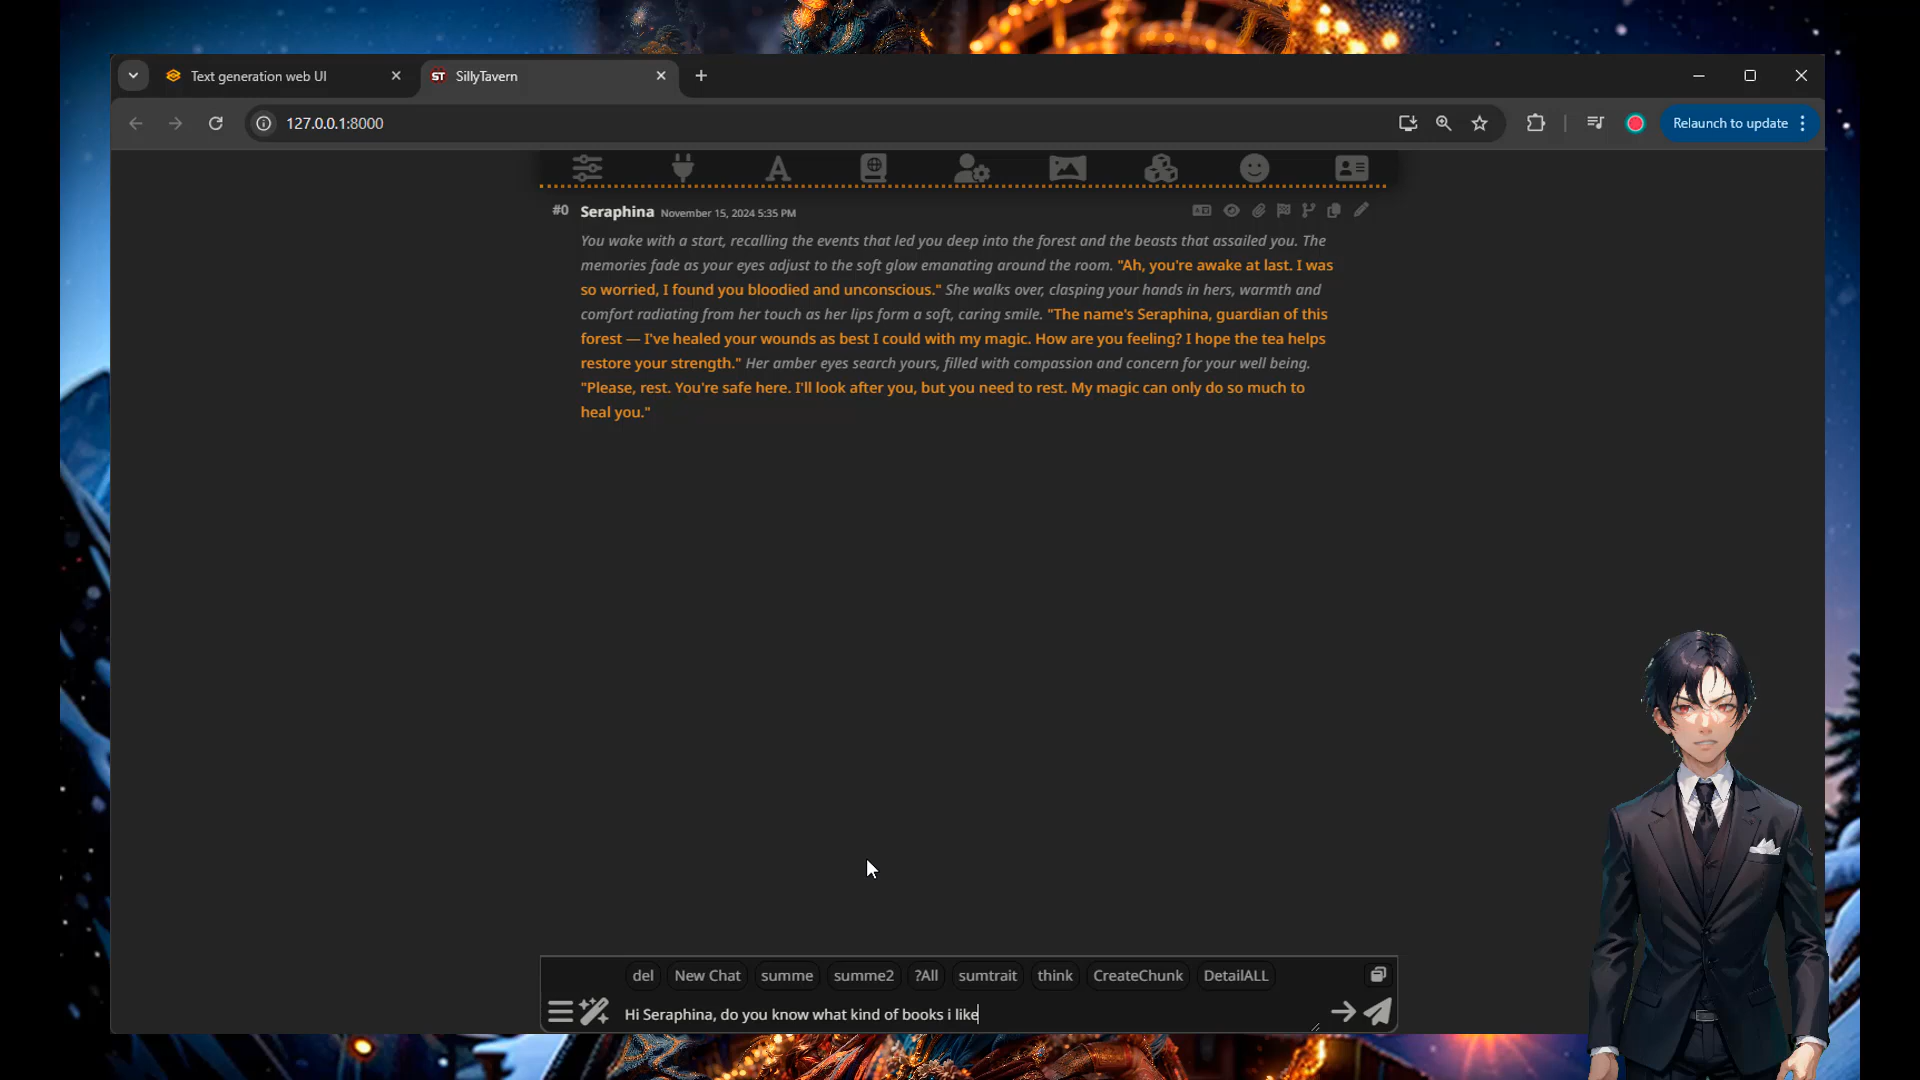 Text generation web UI
ST SillyTavern
127.0.0.1:8000
Relaunch to update
#0 Seraphina November 15, 2024 5:35 PM
You wake with a start, recalling the events that led you deep into the forest and the beasts that assailed you. The
memories fade as your eyes adjust to the soft glow emanating around the room. "Ah, you're awake at last. I was
so worried, I found you bloodied and unconscious." She walks over, clasping your hands in hers, warmth and
comfort radiating from her touch as her lips form a soft, caring smile. "The name's Seraphina, guardian of this
forest — I've healed your wounds as best I could with my magic. How are you feeling? I hope the tea helps
restore your strength." Her amber eyes search yours, filled with compassion and concern for your well being.
"Please, rest. You're safe here. I'll look after you, but you need to rest. My magic can only do so much to
heal you."
del New Chat summe summe2 ?All sumtrait think CreateChunk DetailALL
Hi Seraphina, do you know what kind of books i like